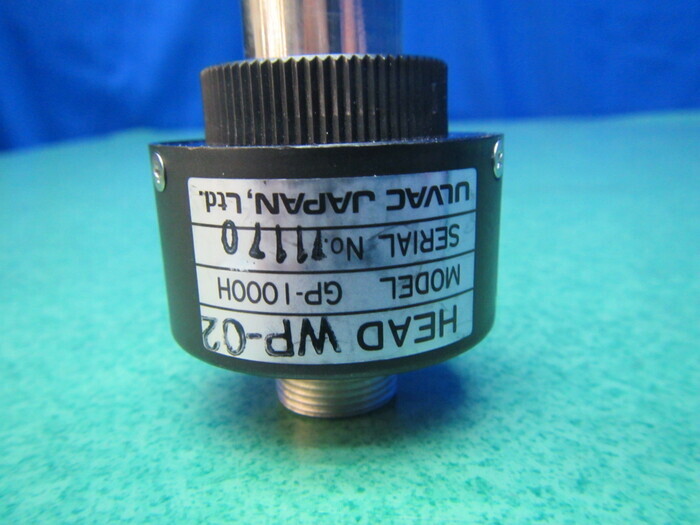 HEAD WP-02
MODEL GP-1000H
SERIAL No. 11170
ULVAC JAPAN, Ltd.